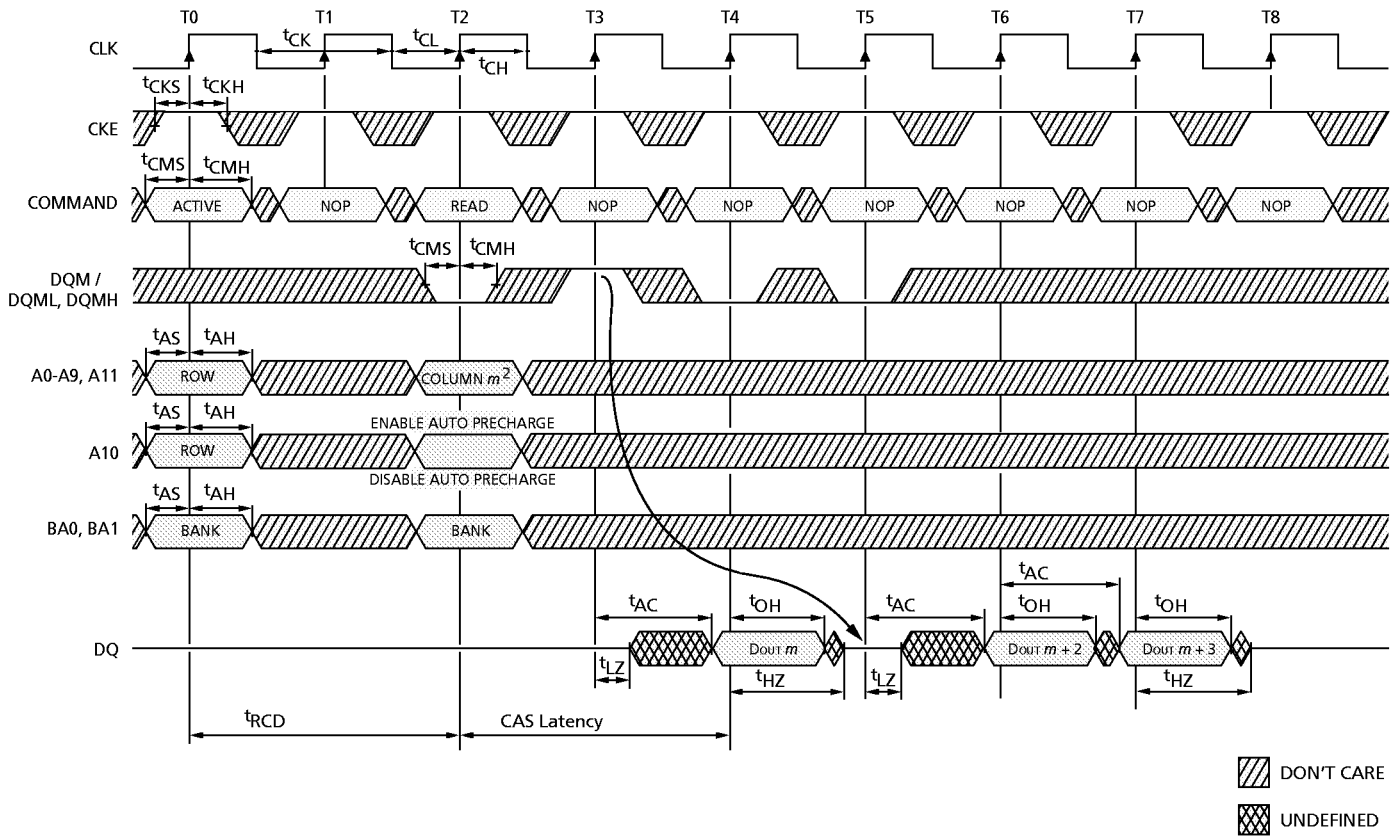 T0 T1 T2 T3 T4 T5 T6 T7 T8
CLK tCK tCL tCH
tCKS tCKH
CKE
tCMS tCMH
COMMAND ACTIVE NOP READ NOP NOP NOP NOP NOP NOP
tCMS tCMH
DQM /
DQML, DQMH
tAS tAH
A0-A9, A11 ROW COLUMN m2
tAS tAH ENABLE AUTO PRECHARGE
A10 ROW
DISABLE AUTO PRECHARGE
tAS tAH
BA0, BA1 BANK BANK
tAC
tAC tOH tAC tOH tOH
DQ DOUT m DOUT m + 2 DOUT m + 3
tLZ tHZ tLZ tHZ
tRCD CAS Latency
DON'T CARE
UNDEFINED